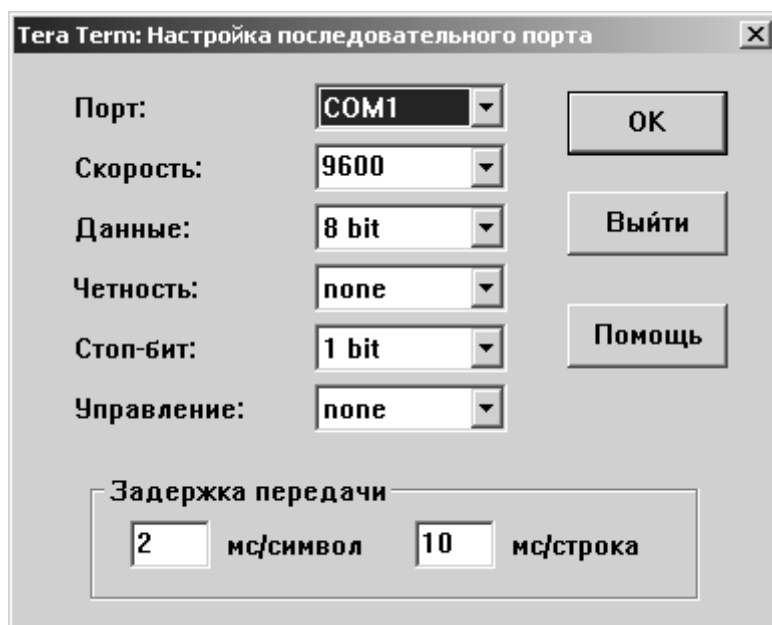 Tera Term: Настройка последовательного порта
Порт: COM1 OK
Скорость: 9600
Данные: 8 bit Выйти
Четность: none
Стоп-бит: 1 bit Помощь
Управление: none
Задержка передачи
2 мс/символ 10 мс/строка